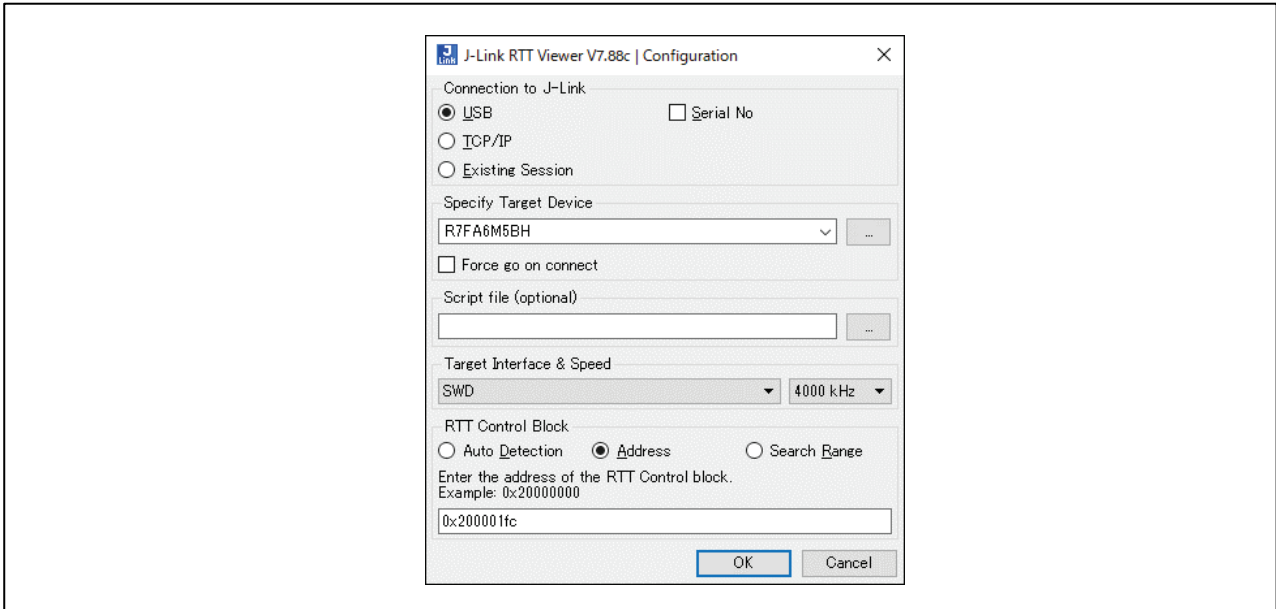 J-Link RTT Viewer V7.88c | Configuration
Connection to J-Link
USB
Serial No
TCP/IP
Existing Session
Specify Target Device
R7FA6M5BH
...
Force go on connect
Script file (optional)
...
Target Interface & Speed
SWD
4000 kHz
RTT Control Block
Auto Detection
Address
Search Range
Enter the address of the RTT Control block.
Example: 0x20000000
0x200001fc
OK
Cancel